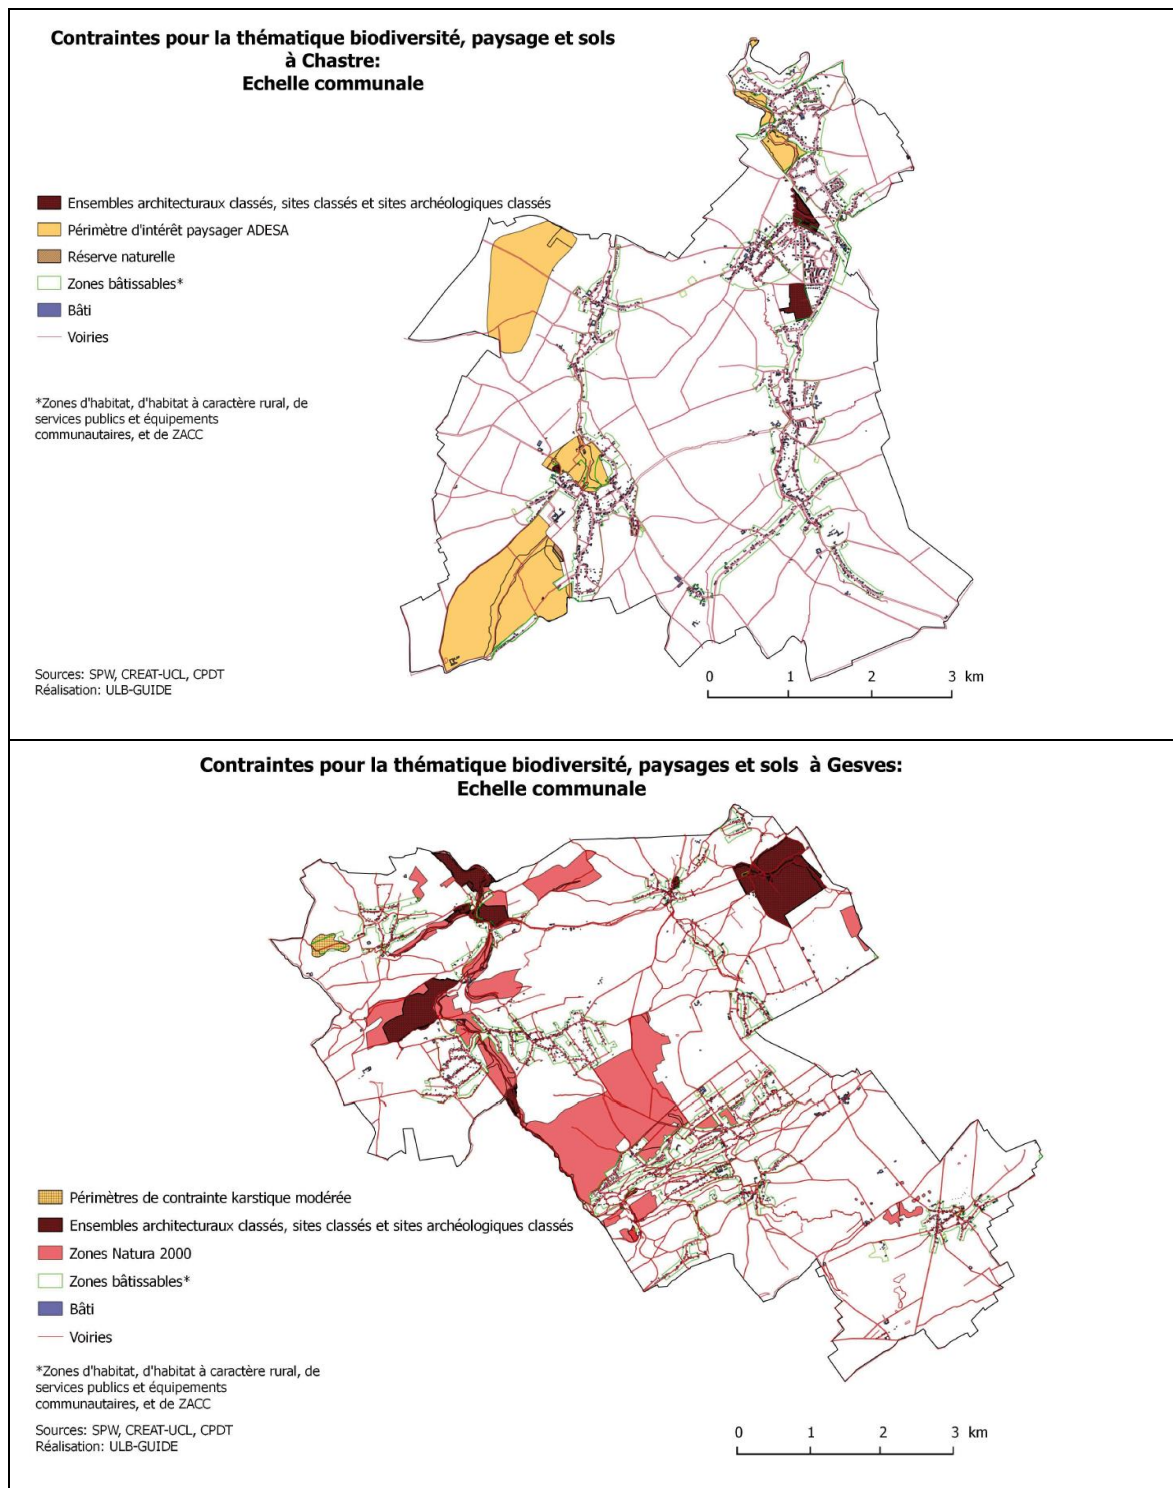 Contraintes pour la thématique biodiversité, paysage et sols
à Chastre:
Echelle communale
Ensembles architecturaux classés, sites classés et sites archéologiques classés
Périmètre d'intérêt paysager ADESA
Réserve naturelle
Zones bâtissables*
Bâti
Voiries
*Zones d'habitat, d'habitat à caractère rural, de
services publics et équipements
communautaires, et de ZACC
Sources: SPW, CREAT-UCL, CPDT
Réalisation: ULB-GUIDE
0 1 2 3 km
Contraintes pour la thématique biodiversité, paysages et sols à Gesves:
Echelle communale
Périmètres de contrainte karstique modérée
Ensembles architecturaux classés, sites classés et sites archéologiques classés
Zones Natura 2000
Zones bâtissables*
Bâti
Voiries
*Zones d'habitat, d'habitat à caractère rural, de
services publics et équipements
communautaires, et de ZACC
Sources: SPW, CREAT-UCL, CPDT
Réalisation: ULB-GUIDE
0 1 2 3 km